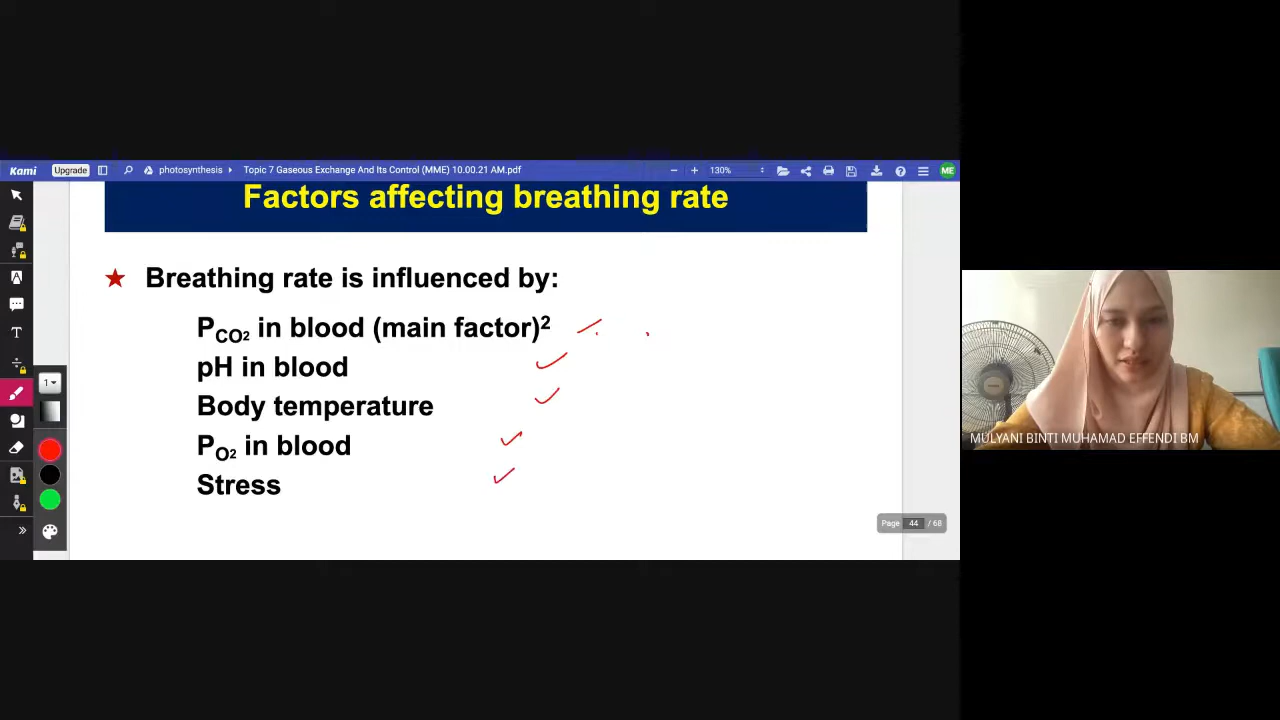 Kami Upgrade photosynthesis Topic 7 Gaseous Exchange And Its Control (MME) 10.00.21 AM.pdf 130% ME
Factors affecting breathing rate
★ Breathing rate is influenced by:
PCO2 in blood (main factor)2
pH in blood
Body temperature
PO2 in blood
Stress
1
T
A
Page 44 / 68
MULYANI BINTI MUHAMAD EFFENDI BM